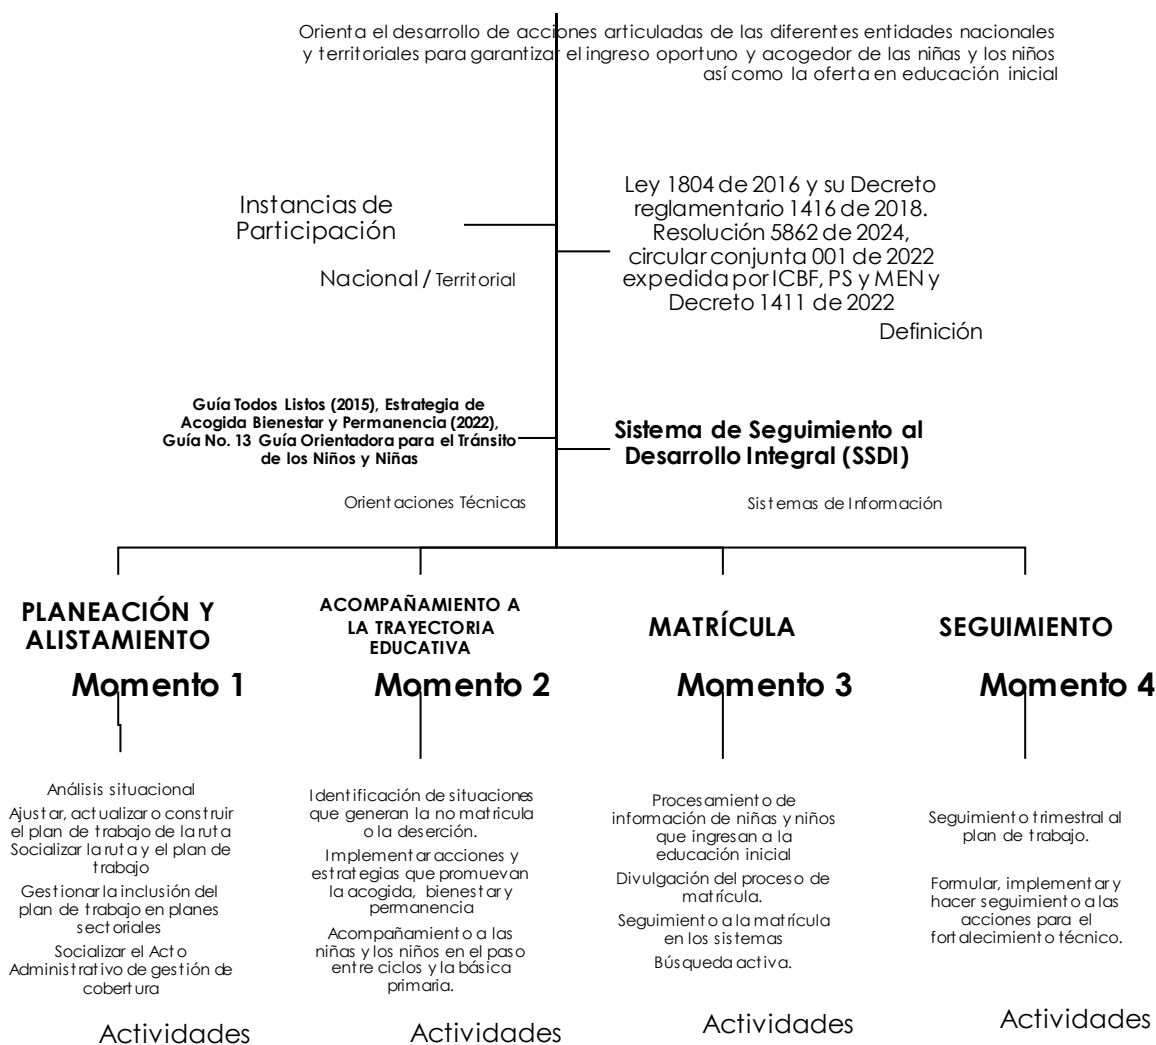 Orienta el desarrollo de acciones articuladas de las diferentes entidades nacionales
y territoriales para garantizar el ingreso oportuno y acogedor de las niñas y los niños
así como la oferta en educación inicial
Instancias de
Participación
Nacional / Territorial
Ley 1804 de 2016 y su Decreto
reglamentario 1416 de 2018.
Resolución 5862 de 2024,
circular conjunta 001 de 2022
expedida por ICBF, PS y MEN y
Decreto 1411 de 2022
Definición
Guía Todos Listos (2015), Estrategia de
Acogida Bienestar y Permanencia (2022),
Guía No. 13 Guía Orientadora para el Tránsito
de los Niños y Niñas
Orientaciones Técnicas
Sistema de Seguimiento al
Desarrollo Integral (SSDI)
Sistemas de Información
PLANEACIÓN Y
ALISTAMIENTO
Momento 1
Análisis situacional
Ajustar, actualizar o construir
el plan de trabajo de la ruta
Socializar la ruta y el plan de
trabajo
Gestionar la inclusión del
plan de trabajo en planes
sectoriales
Socializar el Acto
Administrativo de gestión de
cobertura
Actividades
ACOMPAÑAMIENTO A
LA TRAYECTORIA
EDUCATIVA
Momento 2
Identificación de situaciones
que generan la no matricula
o la deserción.
Implementar acciones y
estrategias que promuevan
la acogida, bienestar y
permanencia
Acompañamiento a las
niñas y los niños en el paso
entre ciclos y la básica
primaria.
Actividades
MATRÍCULA
Momento 3
Procesamiento de
información de niñas y niños
que ingresan a la
educación inicial
Divulgación del proceso de
matrícula.
Seguimiento a la matrícula
en los sistemas
Búsqueda activa.
Actividades
SEGUIMIENTO
Momento 4
Seguimiento trimestral al
plan de trabajo.
Formular, implementar y
hacer seguimiento a las
acciones para el
fortalecimiento técnico.
Actividades